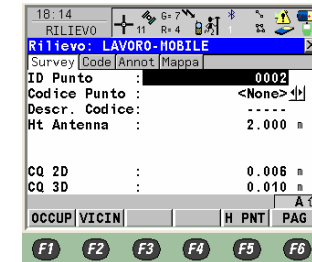 18:14
RILIEVO 11 G= 7 R= 4
Rilievo: LAVORO-MOBILE
Survey Code Annot Mappa
ID Punto : 0002
Codice Punto : <None>
Descr. Codice: -----
Ht Antenna : 2.000 m
CQ 2D : 0.006 m
CQ 3D : 0.010 m
A
OCCUP VICIN H PNT PAG
F1 F2 F3 F4 F5 F6